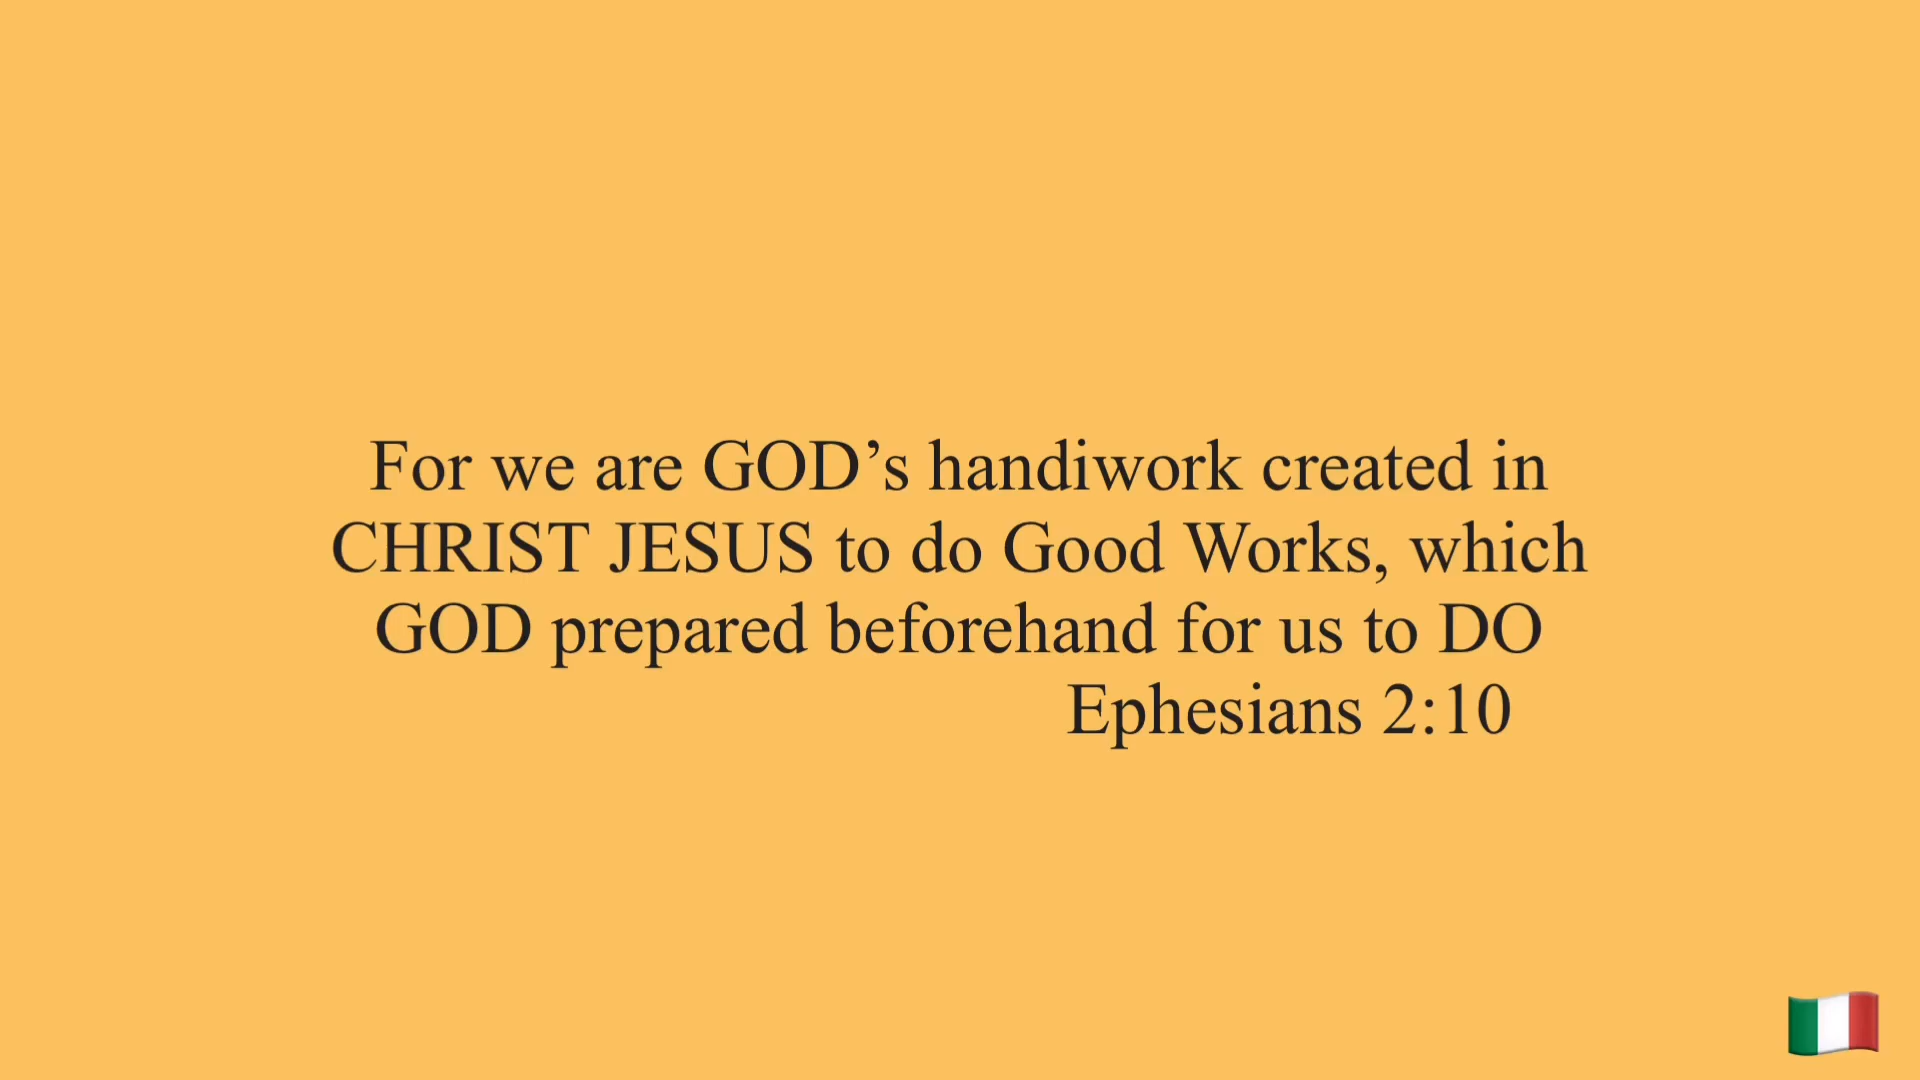 For we are GOD’s handiwork created in
CHRIST JESUS to do Good Works, which
GOD prepared beforehand for us to DO
Ephesians 2:10